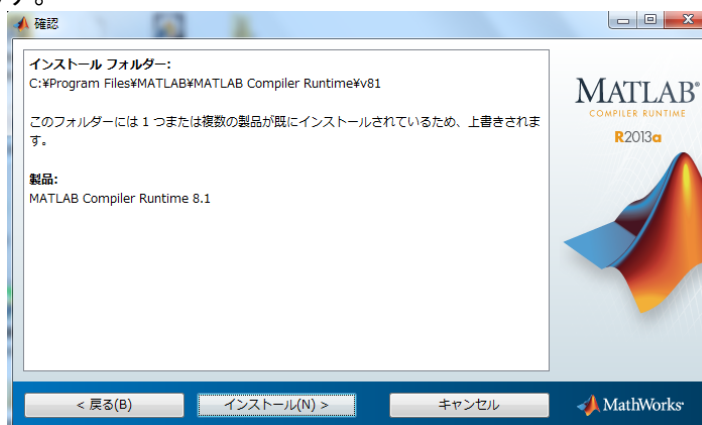 す。
確認
インストール フォルダー:
C:¥Program Files¥MATLAB¥MATLAB Compiler Runtime¥v81
このフォルダーには 1 つまたは複数の製品が既にインストールされているため、上書きされま
す。
製品:
MATLAB Compiler Runtime 8.1
MATLAB®
COMPILER RUNTIME
R2013a
< 戻る(B)
インストール(N) >
キャンセル
MathWorks®